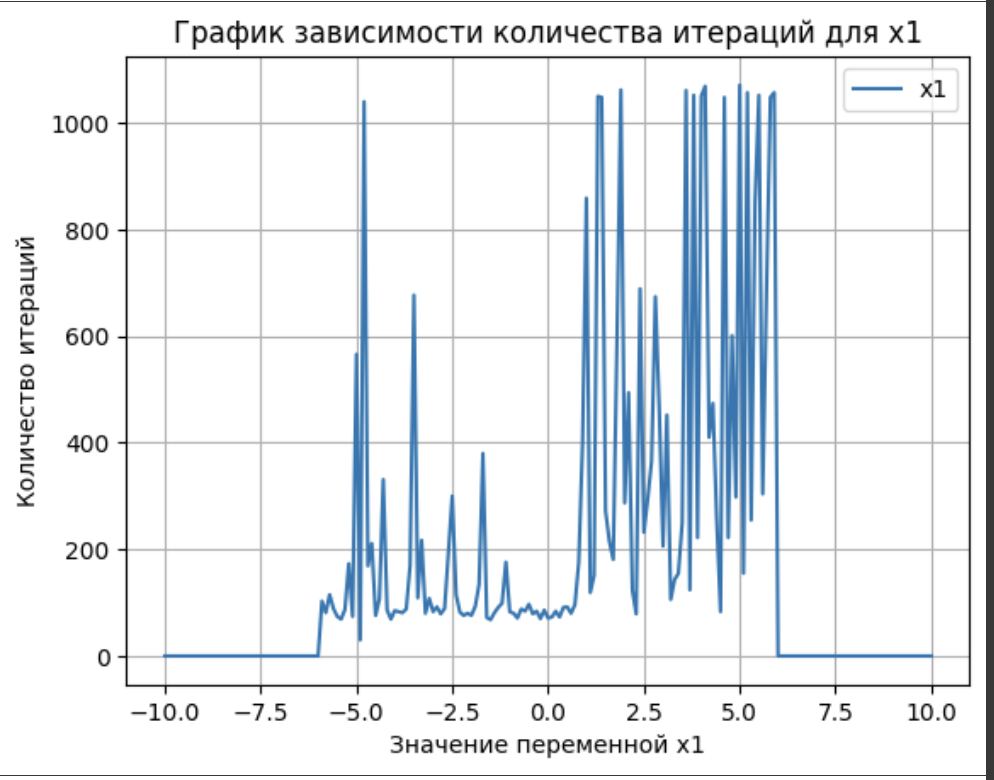 График зависимости количества итераций для x1
x1
1000
800
600
400
200
0
Количество итераций
−10.0 −7.5 −5.0 −2.5 0.0 2.5 5.0 7.5 10.0
Значение переменной x1